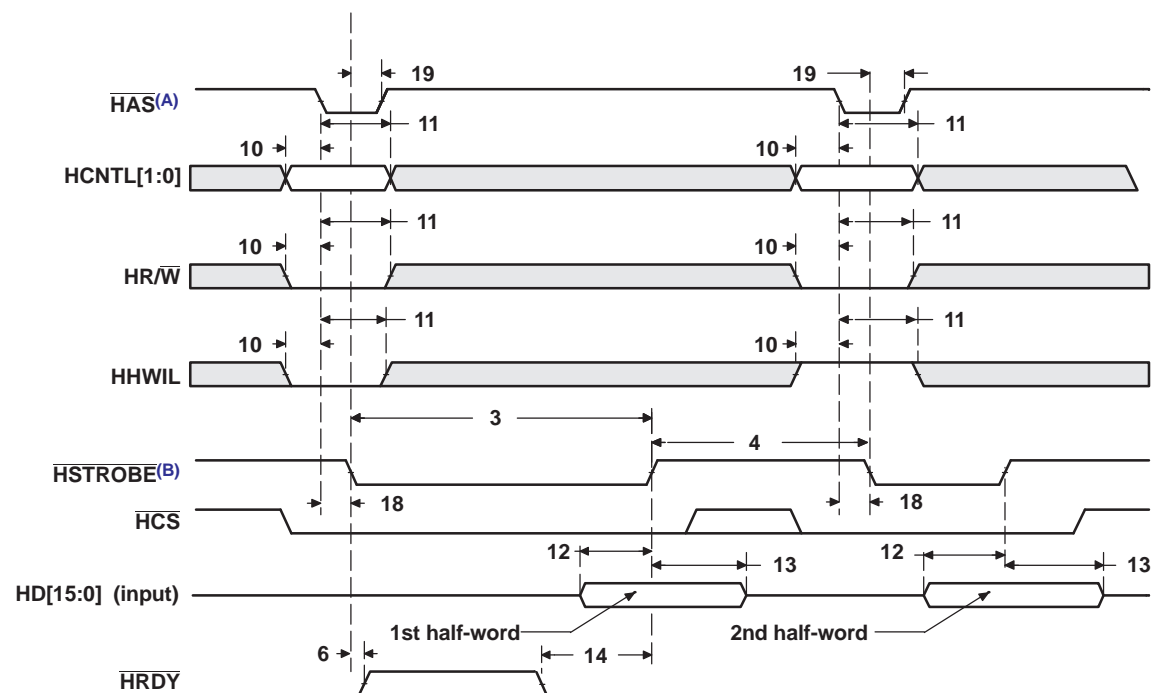 19 19
HAS(A)
11 11
10 10
HCNTL[1:0]
11 11
10 10
HR/W
11 11
10 10
HHWIL
3
4
HSTROBE(B)
18 18
HCS
12 12
13 13
HD[15:0] (input)
1st half-word 2nd half-word
6 14
HRDY